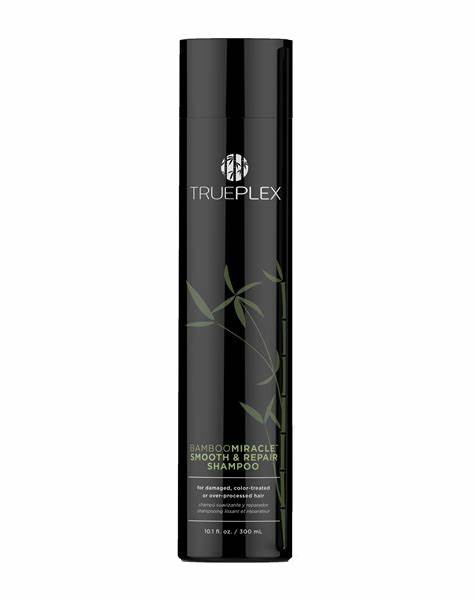 TRUEPLEX
BAMBOOMIRACLE™
SMOOTH & REPAIR
SHAMPOO
for damaged, color-treated
or over-processed hair
shampú suavizante y reparador
shampooing lissant et réparateur
10.1 fl. oz. / 300 mL